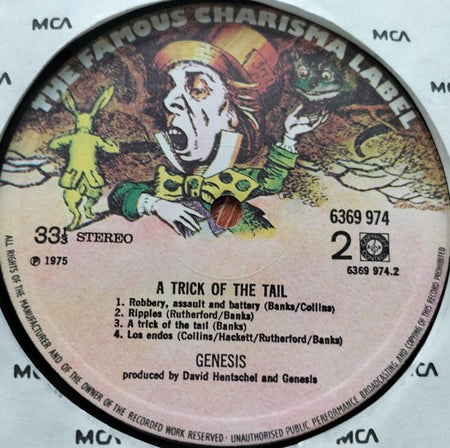 MCA
MCA
THE FAMOUS CHARISMA LABEL
33⅓ STEREO
℗ 1975
6369 974
2
6369 974.2
A TRICK OF THE TAIL
1. Robbery, assault and battery (Banks/Collins)
2. Ripples (Rutherford/Banks)
3. A trick of the tail (Banks)
4. Los endos (Collins/Hackett/Rutherford/Banks)
GENESIS
produced by David Hentschel and Genesis
ALL RIGHTS OF THE MANUFACTURER AND OF THE OWNER OF THE RECORDED WORK RESERVED - UNAUTHORISED PUBLIC PERFORMANCE BROADCASTING AND COPYING OF THIS RECORD PROHIBITED
MCA
MCA